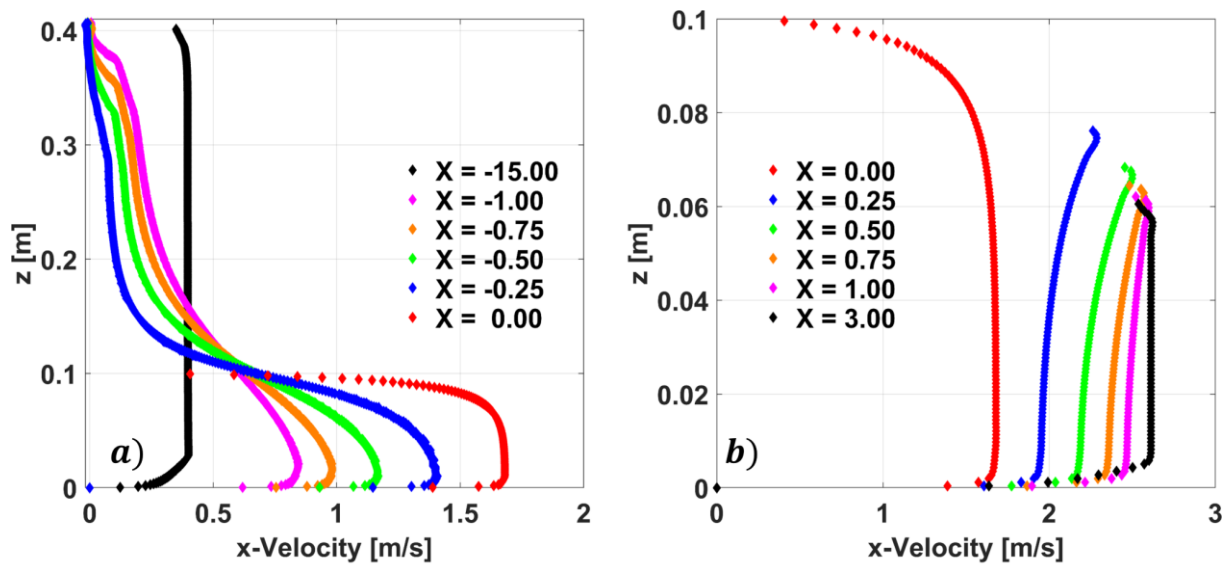 0.4
0.3
0.2
0.1
0
z [m]
X = -15.00
X = -1.00
X = -0.75
X = -0.50
X = -0.25
X = 0.00
a)
0 0.5 1 1.5 2
x-Velocity [m/s]
0.1
0.08
0.06
0.04
0.02
0
z [m]
X = 0.00
X = 0.25
X = 0.50
X = 0.75
X = 1.00
X = 3.00
b)
0 1 2 3
x-Velocity [m/s]